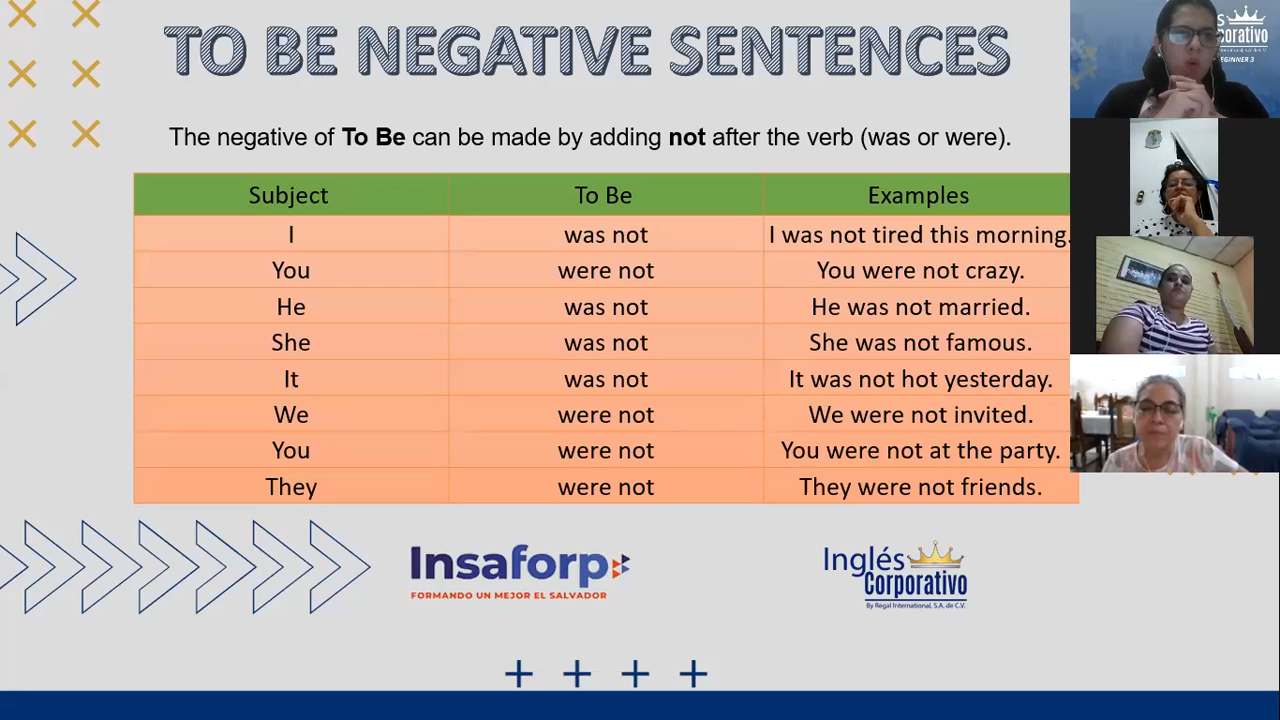 TO BE NEGATIVE SENTENCES
The negative of To Be can be made by adding not after the verb (was or were).
Subject To Be Examples
I was not I was not tired this morning.
You were not You were not crazy.
He was not He was not married.
She was not She was not famous.
It was not It was not hot yesterday.
We were not We were not invited.
You were not You were not at the party.
They were not They were not friends.
Insaforp
FORMANDO UN MEJOR EL SALVADOR
Inglés
Corporativo
By Regal International, S.A. de C.V.